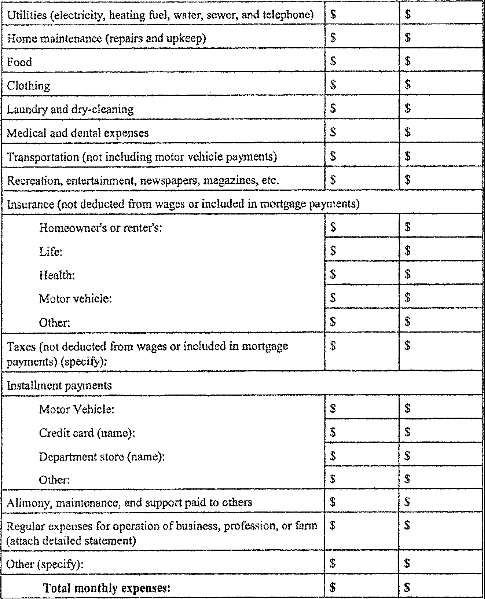 Utilities (electricity, heating fuel, water, sewer, and telephone) $ $
Home maintenance (repairs and upkeep) $ $
Food $ $
Clothing $ $
Laundry and dry-cleaning $ $
Medical and dental expenses $ $
Transportation (not including motor vehicle payments) $ $
Recreation, entertainment, newspapers, magazines, etc. $ $
Insurance (not deducted from wages or included in mortgage payments)
Homeowner's or renter's: $ $
Life: $ $
Health: $ $
Motor vehicle: $ $
Other: $ $
Taxes (not deducted from wages or included in mortgage $ $
payments) (specify):
Installment payments
Motor Vehicle: $ $
Credit card (name): $ $
Department store (name): $ $
Other: $ $
Alimony, maintenance, and support paid to others $ $
Regular expenses for operation of business, profession, or farm $ $
(attach detailed statement)
Other (specify): $ $
Total monthly expenses: $ $